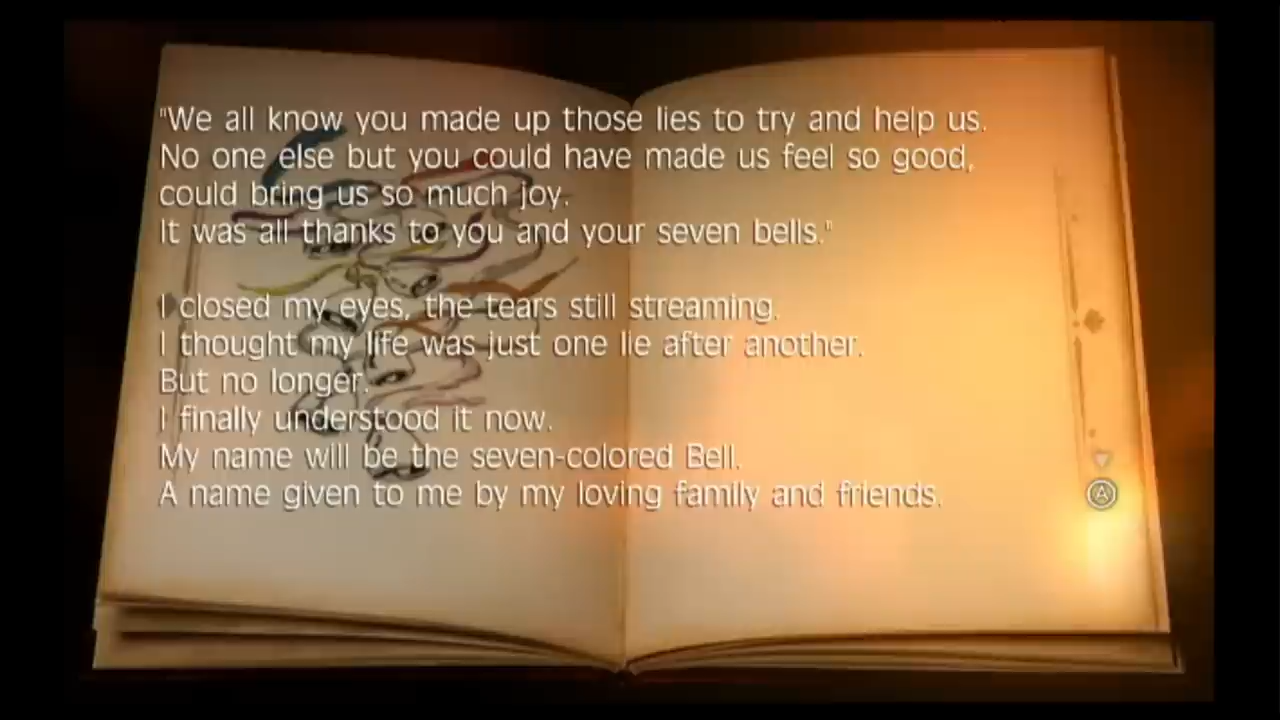 "We all know you made up those lies to try and help us.
No one else but you could have made us feel so good,
could bring us so much joy.
It was all thanks to you and your seven bells."
I closed my eyes, the tears still streaming.
I thought my life was just one lie after another.
But no longer.
I finally understood it now.
My name will be the seven-colored Bell.
A name given to me by my loving family and friends.
A